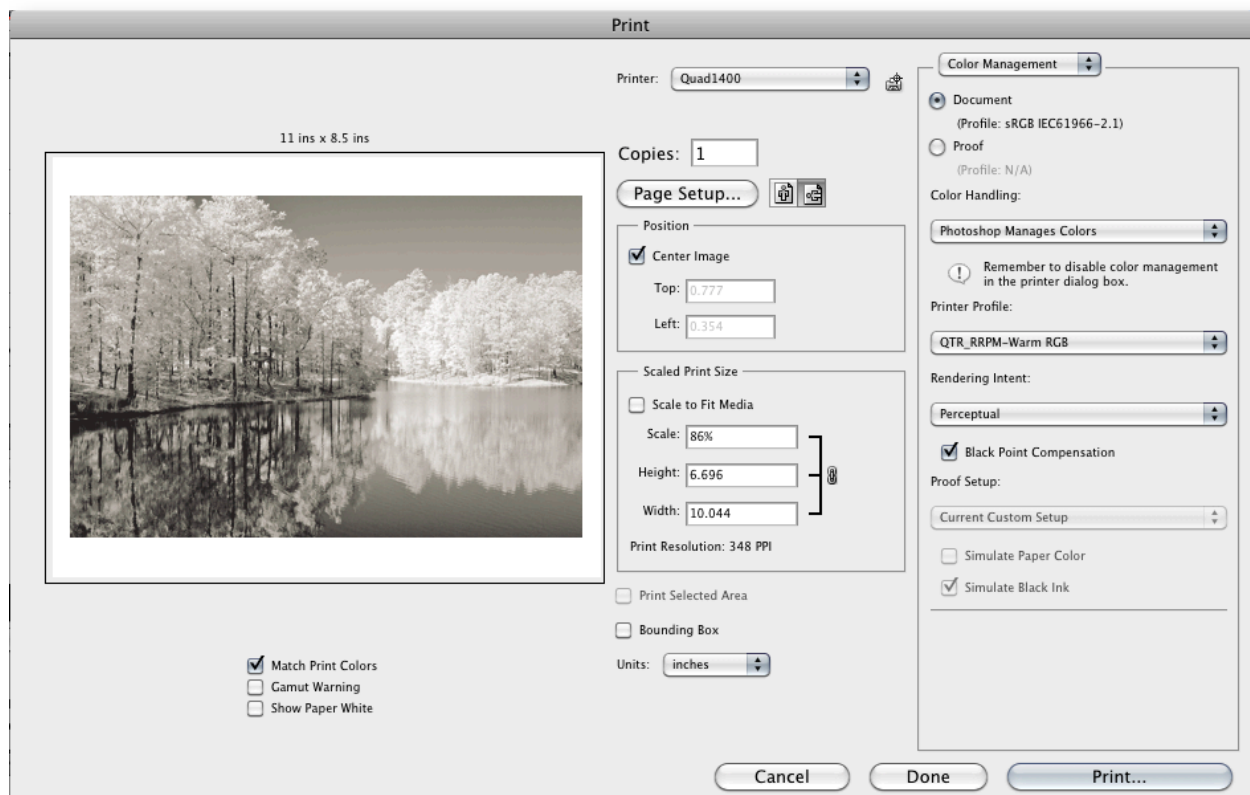 Print
11 ins x 8.5 ins
Match Print Colors
Gamut Warning
Show Paper White
Printer: Quad1400
Copies: 1
Page Setup...
Position
Center Image
Top: 0.777
Left: 0.354
Scaled Print Size
Scale to Fit Media
Scale: 86%
Height: 6.696
Width: 10.044
Print Resolution: 348 PPI
Print Selected Area
Bounding Box
Units: inches
Color Management
Document
(Profile: sRGB IEC61966-2.1)
Proof
(Profile: N/A)
Color Handling:
Photoshop Manages Colors
Remember to disable color management
in the printer dialog box.
Printer Profile:
QTR_RRPM-Warm RGB
Rendering Intent:
Perceptual
Black Point Compensation
Proof Setup:
Current Custom Setup
Simulate Paper Color
Simulate Black Ink
Cancel
Done
Print...